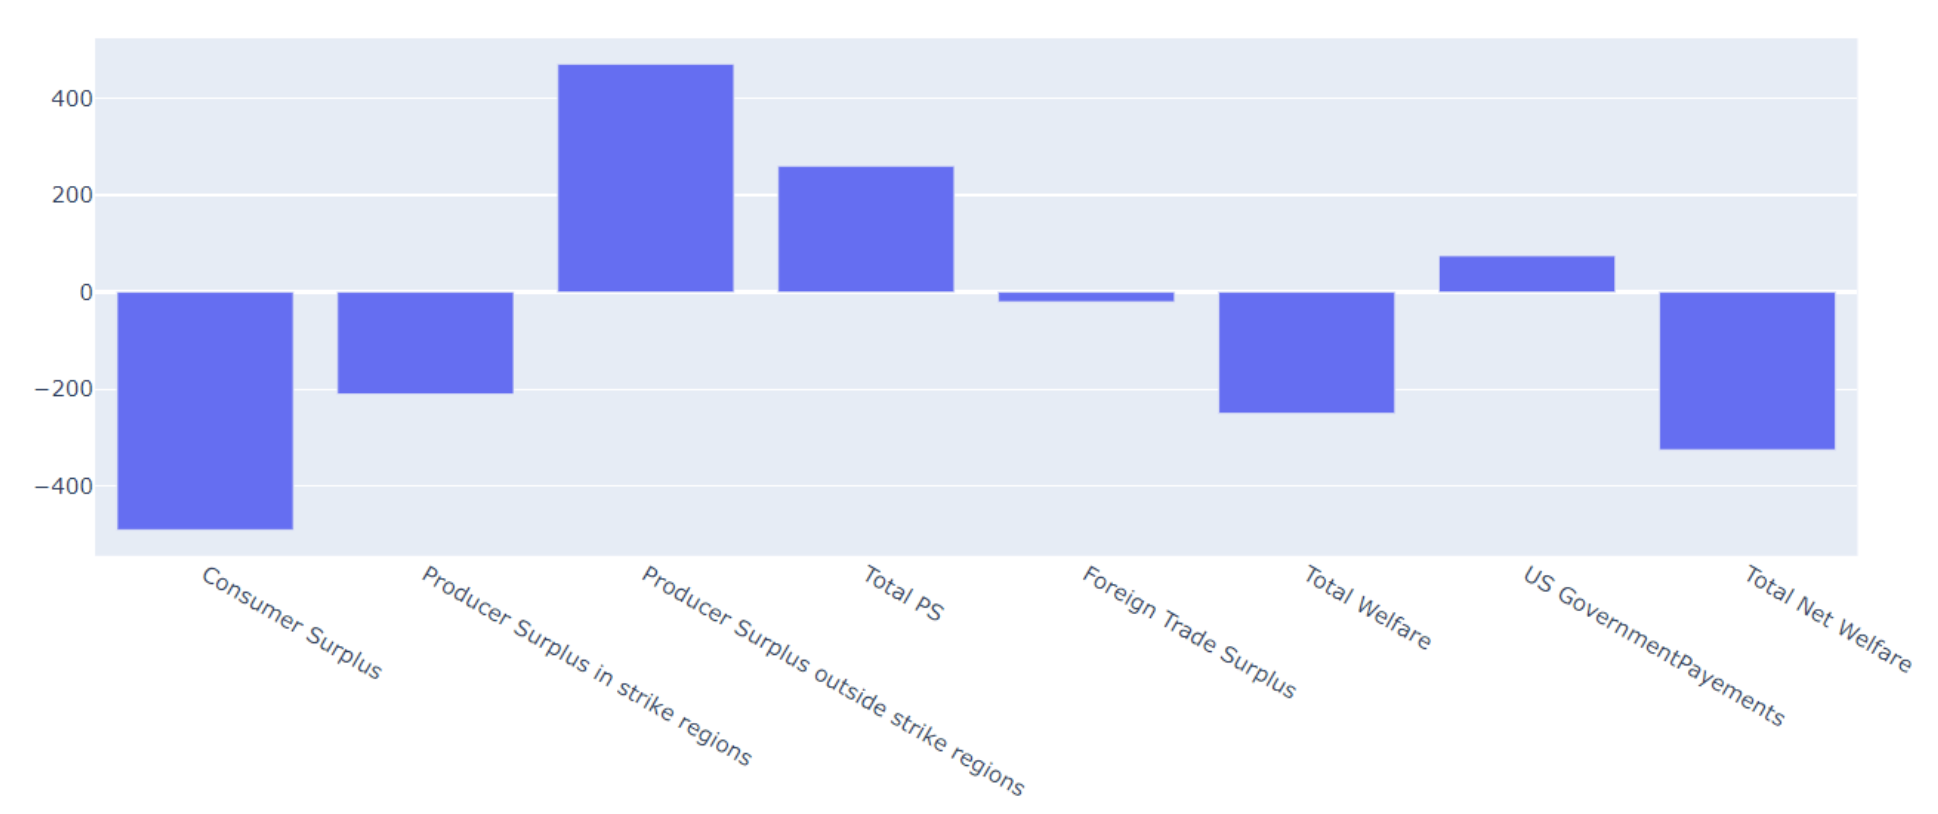 400
200
0
−200
−400
Consumer Surplus
Producer Surplus in strike regions
Producer Surplus outside strike regions
Total PS
Foreign Trade Surplus
Total Welfare
US GovernmentPayements
Total Net Welfare